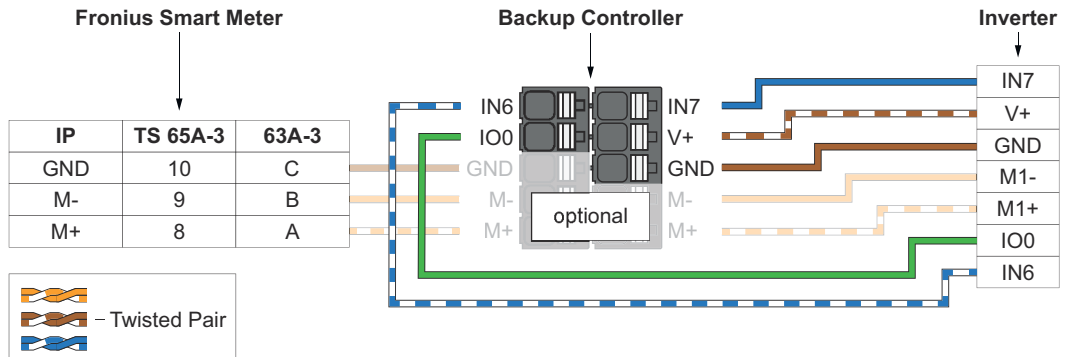 Fronius Smart Meter
Backup Controller
Inverter
IP TS 65A-3 63A-3
GND 10 C
M- 9 B
M+ 8 A
IN6
IO0
GND
M-
M+
optional
IN7
V+
GND
M-
M+
IN7
V+
GND
M1-
M1+
IO0
IN6
Twisted Pair